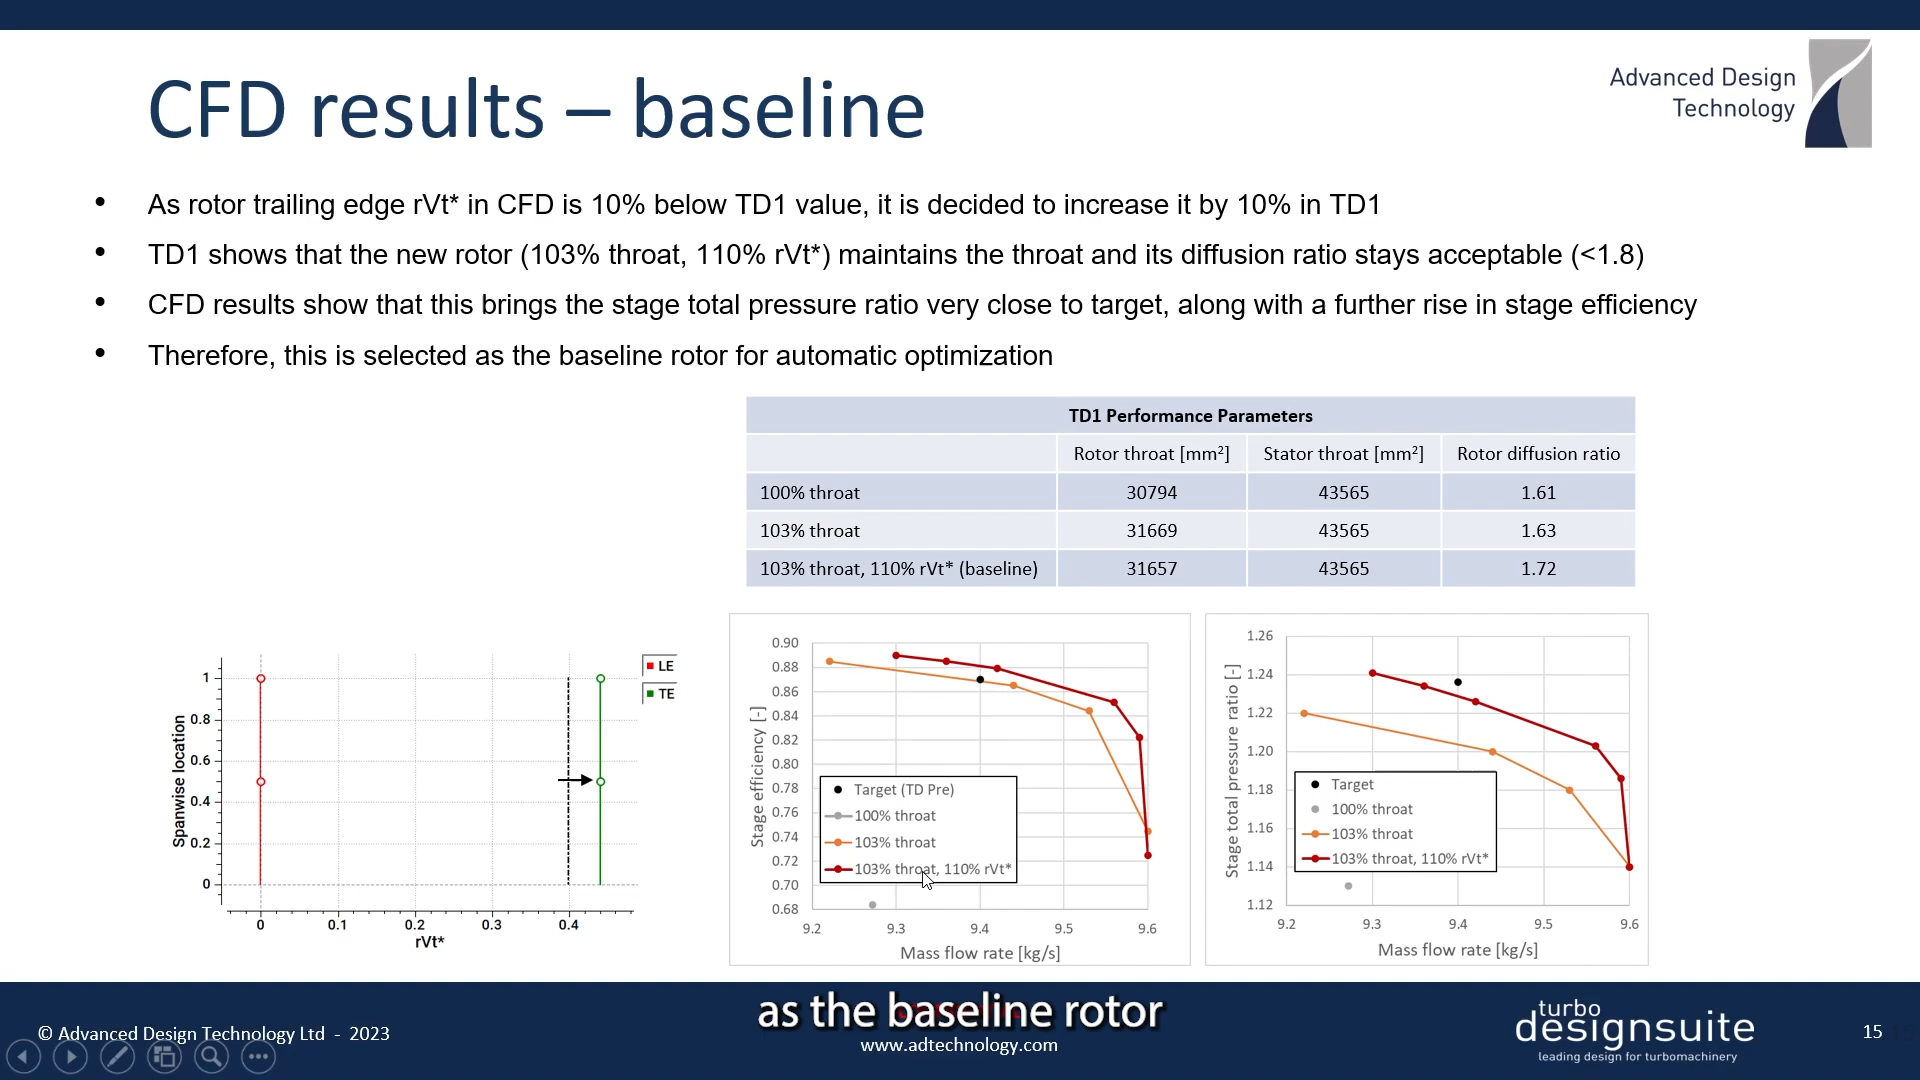 Advanced Design
Technology
CFD results – baseline
• As rotor trailing edge rVt* in CFD is 10% below TD1 value, it is decided to increase it by 10% in TD1
• TD1 shows that the new rotor (103% throat, 110% rVt*) maintains the throat and its diffusion ratio stays acceptable (<1.8)
• CFD results show that this brings the stage total pressure ratio very close to target, along with a further rise in stage efficiency
• Therefore, this is selected as the baseline rotor for automatic optimization
TD1 Performance Parameters
Rotor throat [mm²] Stator throat [mm²] Rotor diffusion ratio
100% throat 30794 43565 1.61
103% throat 31669 43565 1.63
103% throat, 110% rVt* (baseline) 31657 43565 1.72
LE
TE
Spanwise location
1
0.8
0.6
0.4
0.2
0
0 0.1 0.2 0.3 0.4
rVt*
Stage efficiency [-]
0.90
0.88
0.86
0.84
0.82
0.80
0.78
0.76
0.74
0.72
0.70
0.68
Target (TD Pre)
100% throat
103% throat
103% throat, 110% rVt*
9.2 9.3 9.4 9.5 9.6
Mass flow rate [kg/s]
Stage total pressure ratio [-]
1.26
1.24
1.22
1.20
1.18
1.16
1.14
1.12
Target
100% throat
103% throat
103% throat, 110% rVt*
9.2 9.3 9.4 9.5 9.6
Mass flow rate [kg/s]
as the baseline rotor
© Advanced Design Technology Ltd - 2023
www.adtechnology.com
turbo
designsuite
leading design for turbomachinery
15